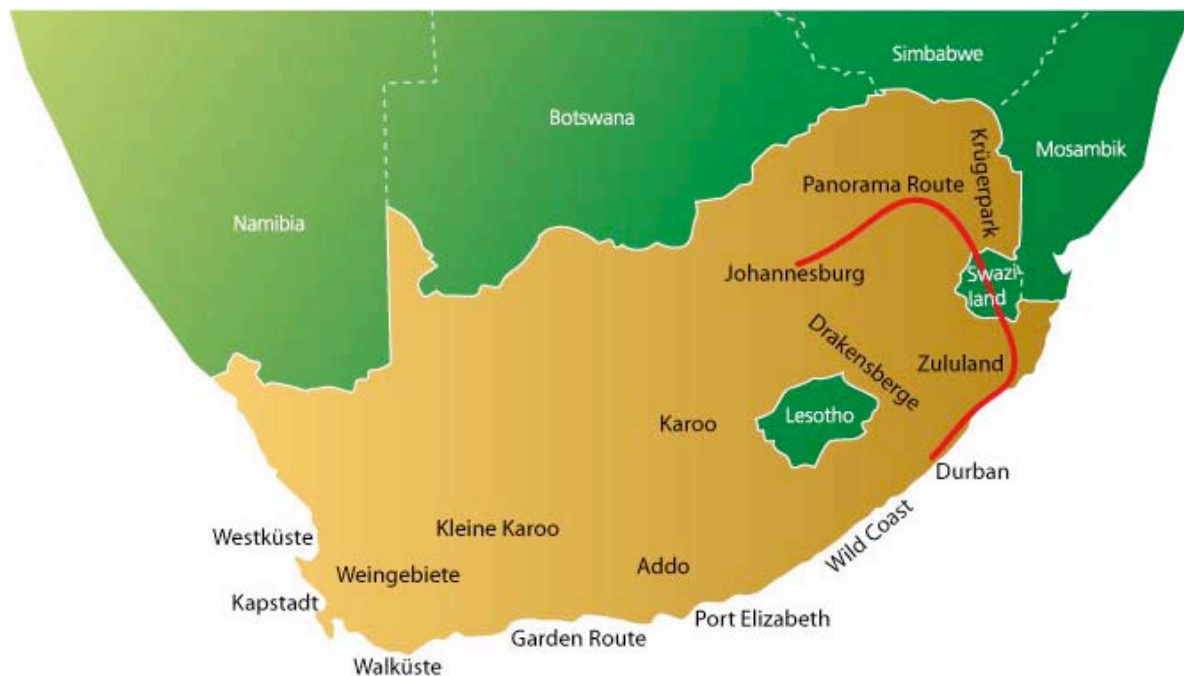 Simbabwe
Botswana
Mosambik
Krügerpark
Panorama Route
Namibia
Johannesburg
Swazi-
land
Drakensberge
Zululand
Lesotho
Karoo
Durban
Wild Coast
Kleine Karoo
Westküste
Addo
Weingebiete
Kapstadt
Port Elizabeth
Garden Route
Walküste